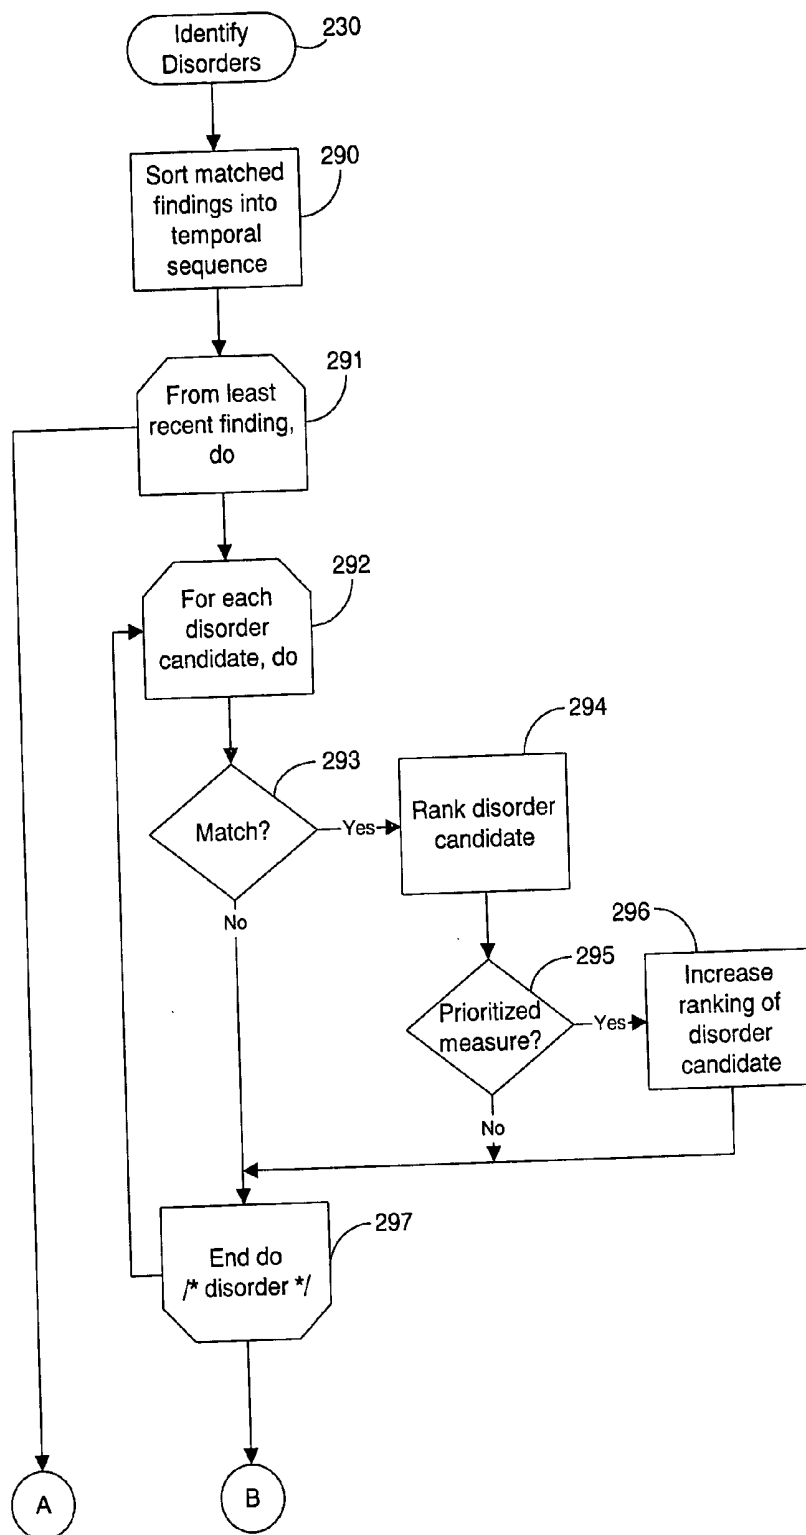 Identify
Disorders
230
Sort matched
findings into
temporal
sequence
290
From least
recent finding,
do
291
For each
disorder
candidate, do
292
Match?
293
Yes
Rank disorder
candidate
294
No
Prioritized
measure?
295
Yes
Increase
ranking of
disorder
candidate
296
No
End do
/* disorder */
297
A
B